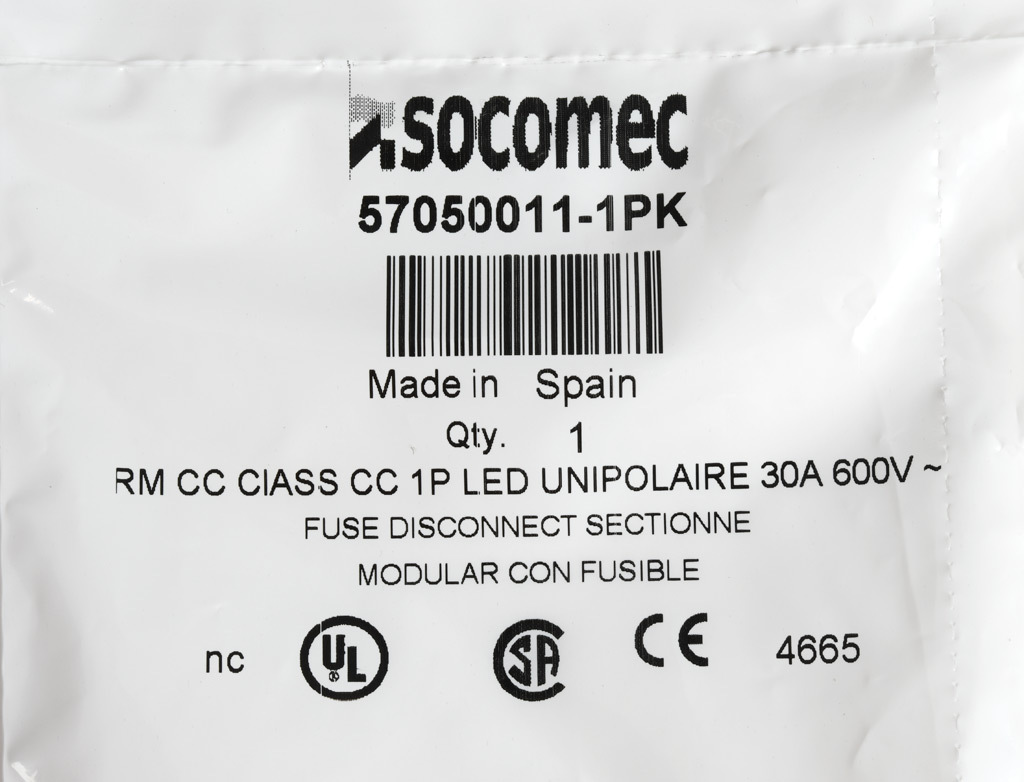 socomec
57050011-1PK
Made in Spain
Qty. 1
RM CC ClASS CC 1P LED UNIPOLAIRE 30A 600V ~
FUSE DISCONNECT SECTIONNE
MODULAR CON FUSIBLE
nc UL ® SA CE 4665